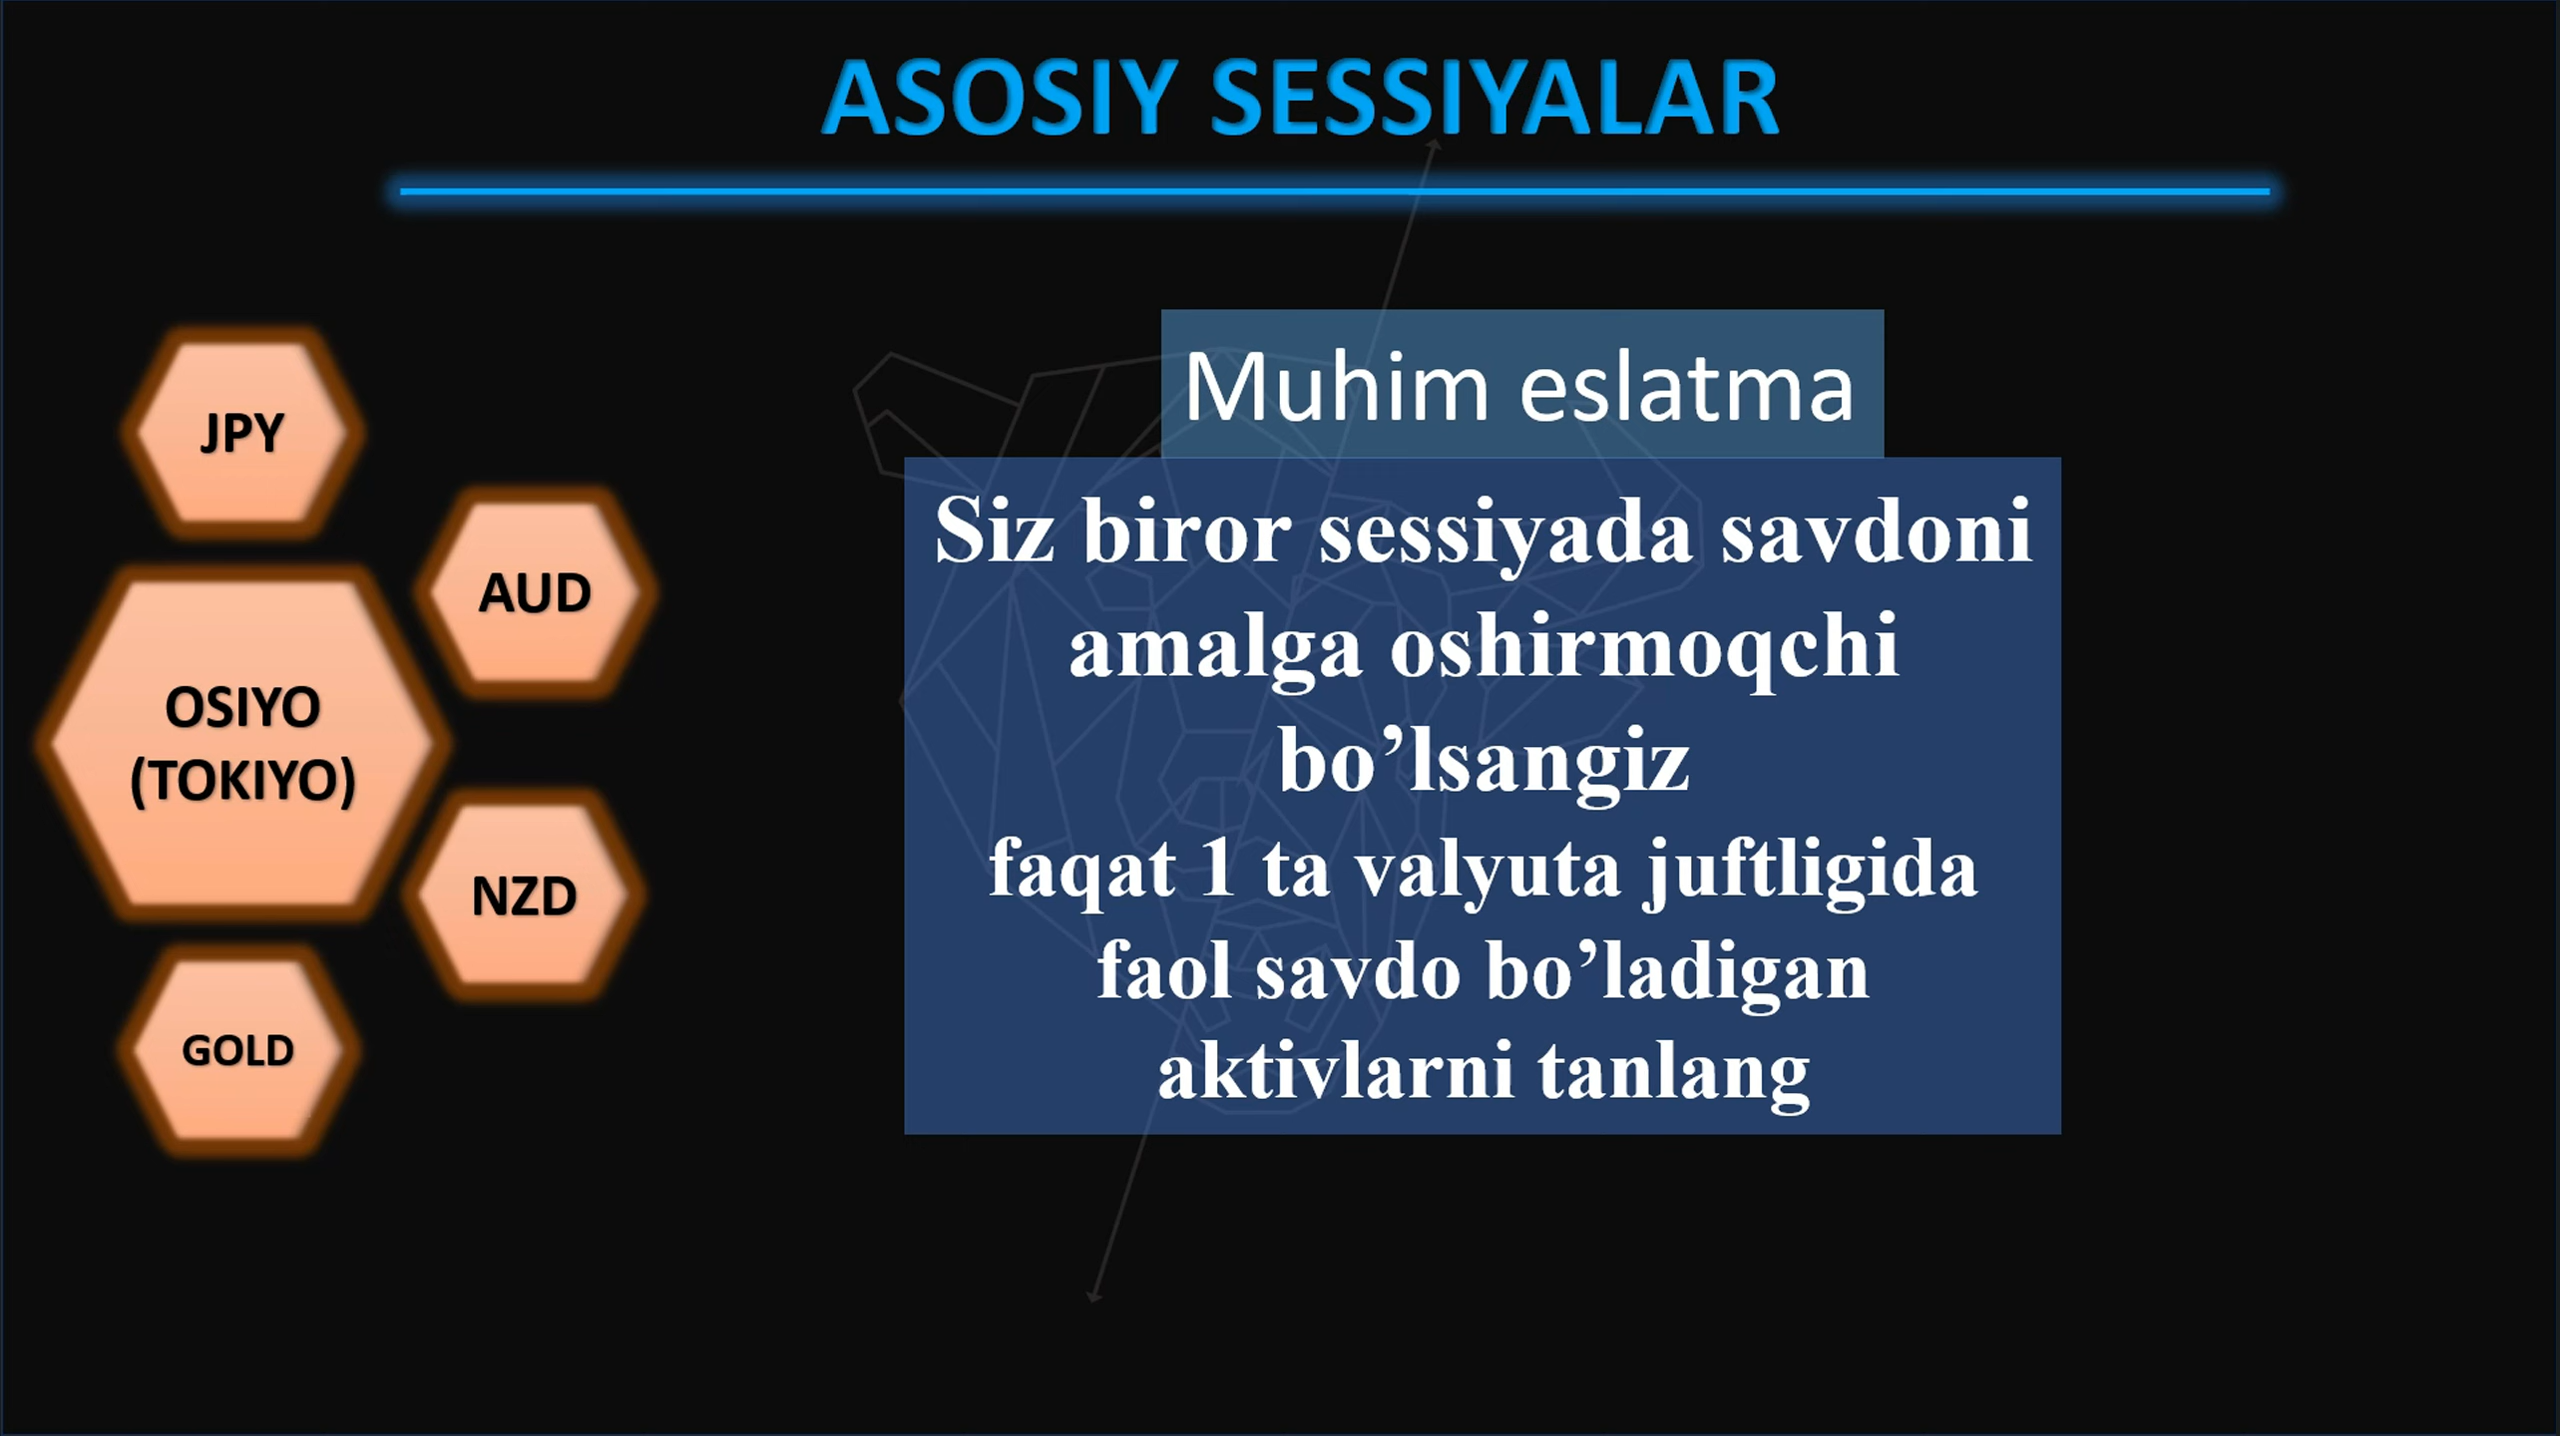 ASOSIY SESSIYALAR
JPY
AUD
OSIYO
(TOKIYO)
NZD
GOLD
Muhim eslatma
Siz biror sessiyada savdoni
amalga oshirmoqchi
bo’lsangiz
faqat 1 ta valyuta juftligida
faol savdo bo’ladigan
aktivlarni tanlang